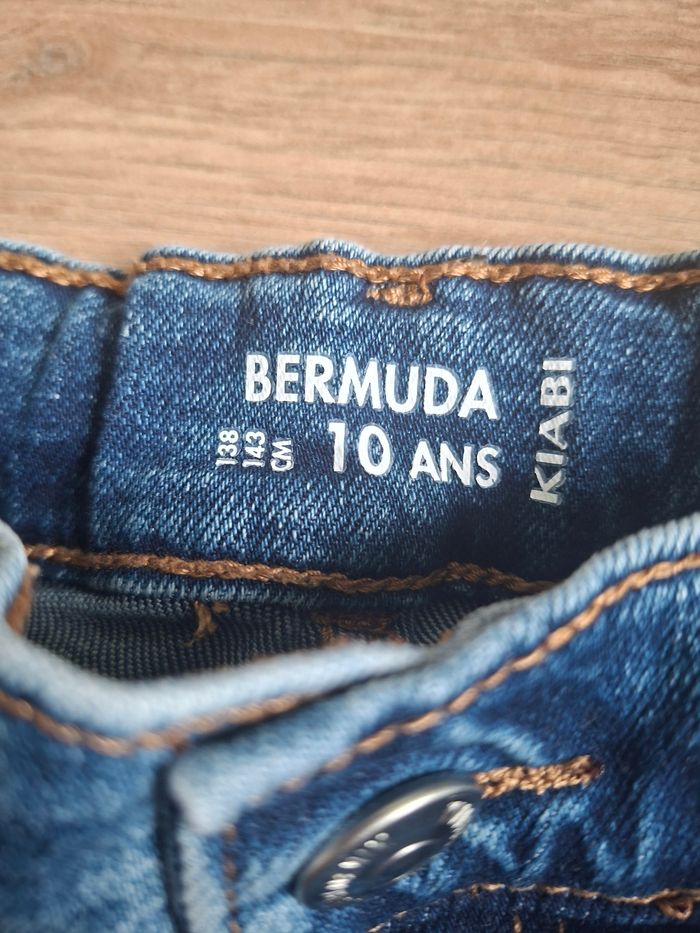 BERMUDA
138
143
CM
10 ANS
KIABI